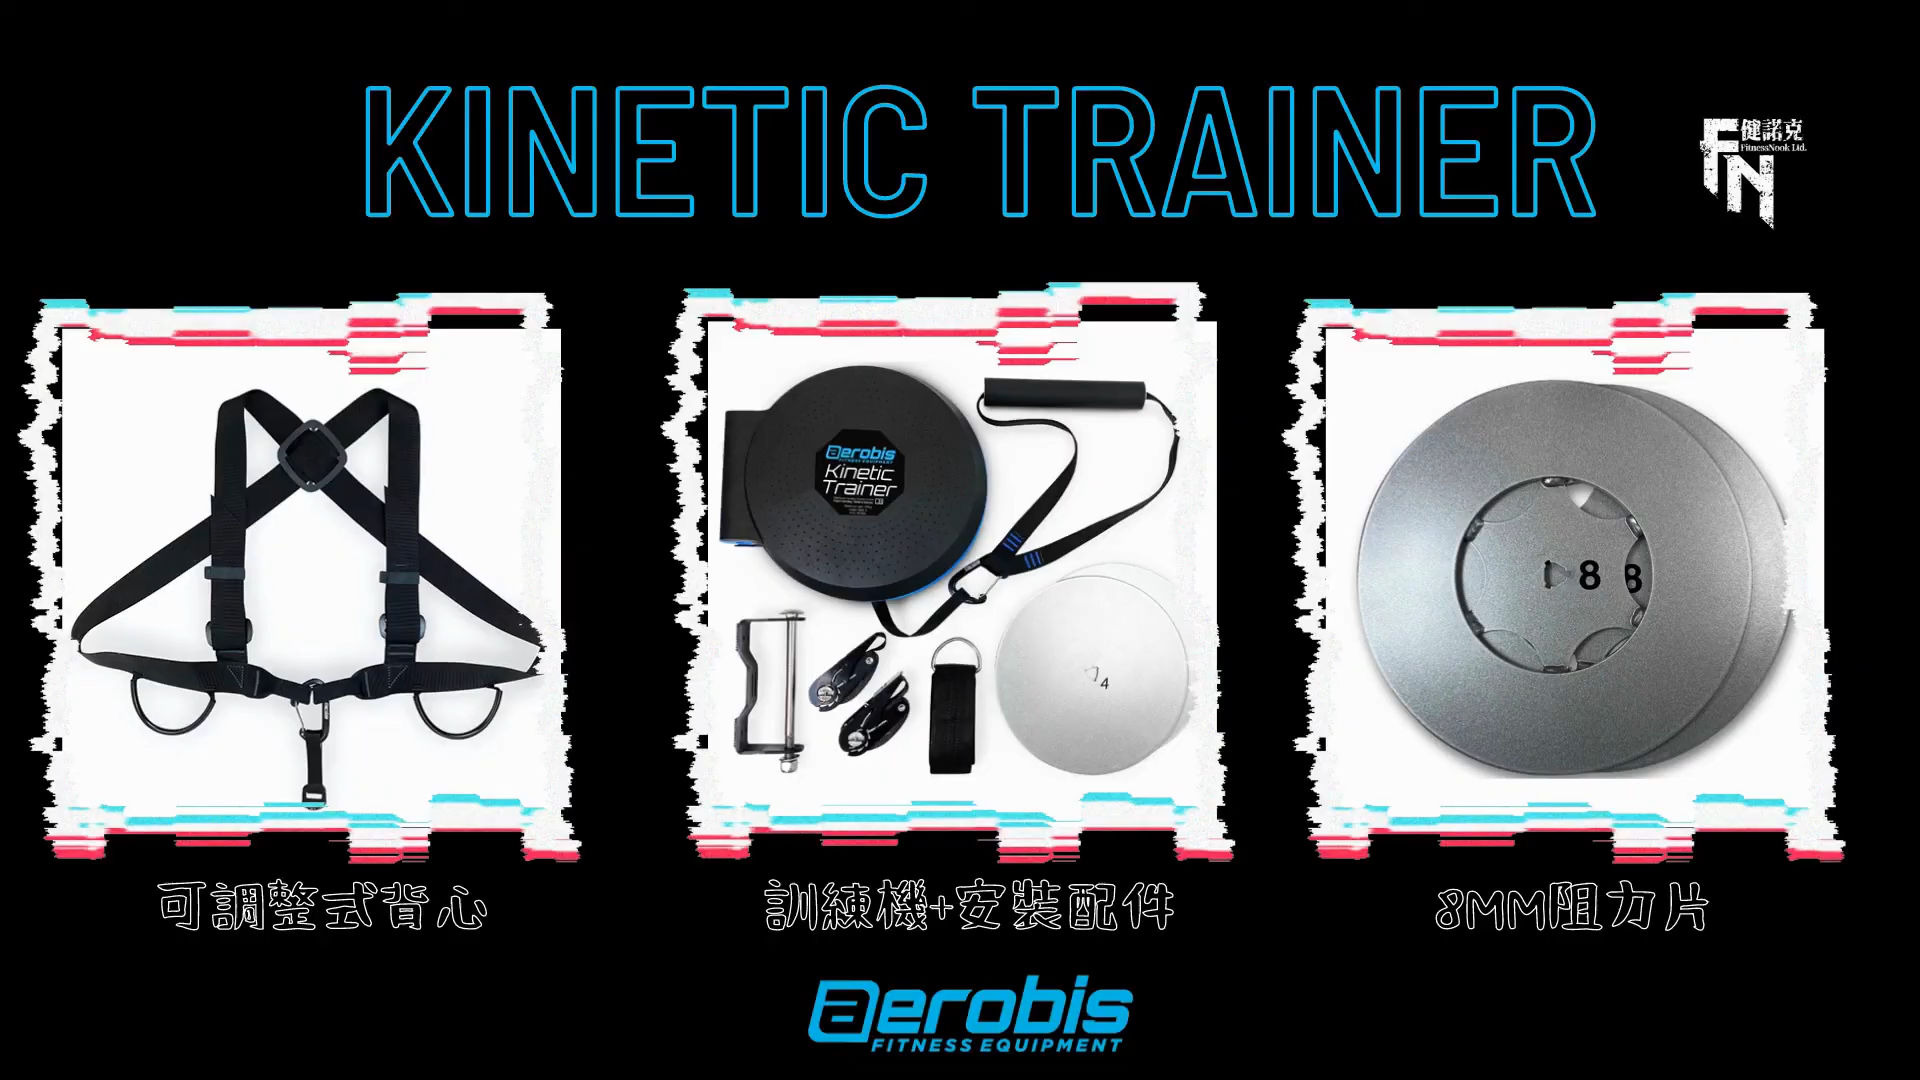 KINETIC TRAINER
健諾克
FitnessNook Ltd.
FN
aerobis
FITNESS EQUIPMENT
Kinetic
Trainer
4
8 8
可調整式背心
訓練機+安裝配件
8MM阻力片
aerobis
FITNESS EQUIPMENT